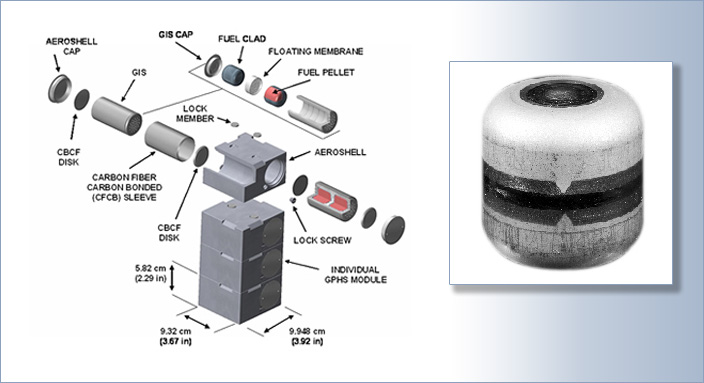 AEROSHELL
CAP
GIS
GIS CAP
FUEL CLAD
FLOATING MEMBRANE
FUEL PELLET
LOCK
MEMBER
CBCF
DISK
CARBON FIBER
CARBON BONDED
(CFCB) SLEEVE
AEROSHELL
CBCF
DISK
LOCK SCREW
INDIVIDUAL
GPHS MODULE
5.82 cm
(2.29 in)
9.32 cm
(3.67 in)
9.948 cm
(3.92 in)